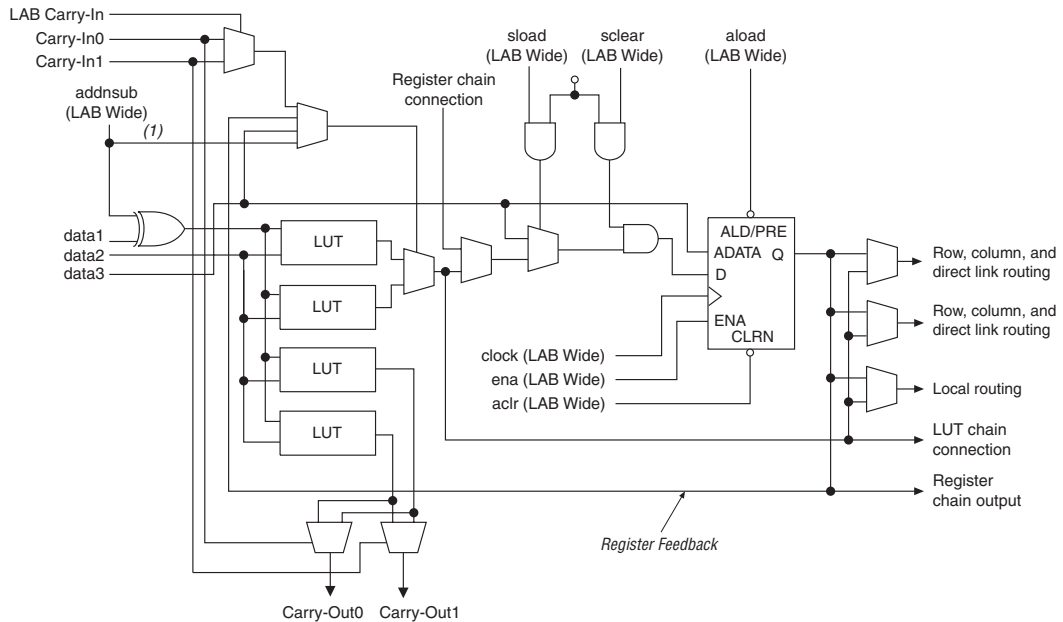 LAB Carry-In
Carry-In0
Carry-In1
addnsub
(LAB Wide)
(1)
data1
data2
data3
LUT
LUT
LUT
LUT
Register chain
connection
sload
(LAB Wide)
sclear
(LAB Wide)
aload
(LAB Wide)
ALD/PRE
ADATA Q
D
ENA
CLRN
clock (LAB Wide)
ena (LAB Wide)
aclr (LAB Wide)
Row, column, and
direct link routing
Row, column, and
direct link routing
Local routing
LUT chain
connection
Register
chain output
Register Feedback
Carry-Out0
Carry-Out1